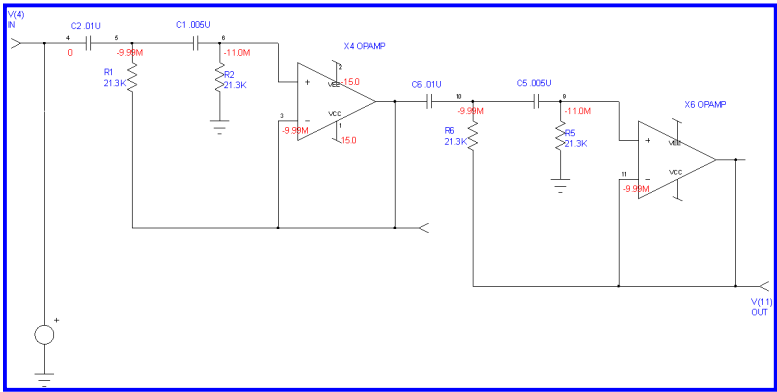 V(4)
IN
4
C2 .01U
5
C1 .005U
6
0
-9.99M
-11.0M
R1
21.3K
R2
21.3K
X4 OPAMP
2
VEE
-15.0
+
VCC
3
-9.99M
-
1
15.0
C6 .01U
10
C5 .005U
9
-9.99M
-11.0M
R6
21.3K
R5
21.3K
X6 OPAMP
+
VEE
VCC
11
-
-9.99M
V(11)
OUT
+